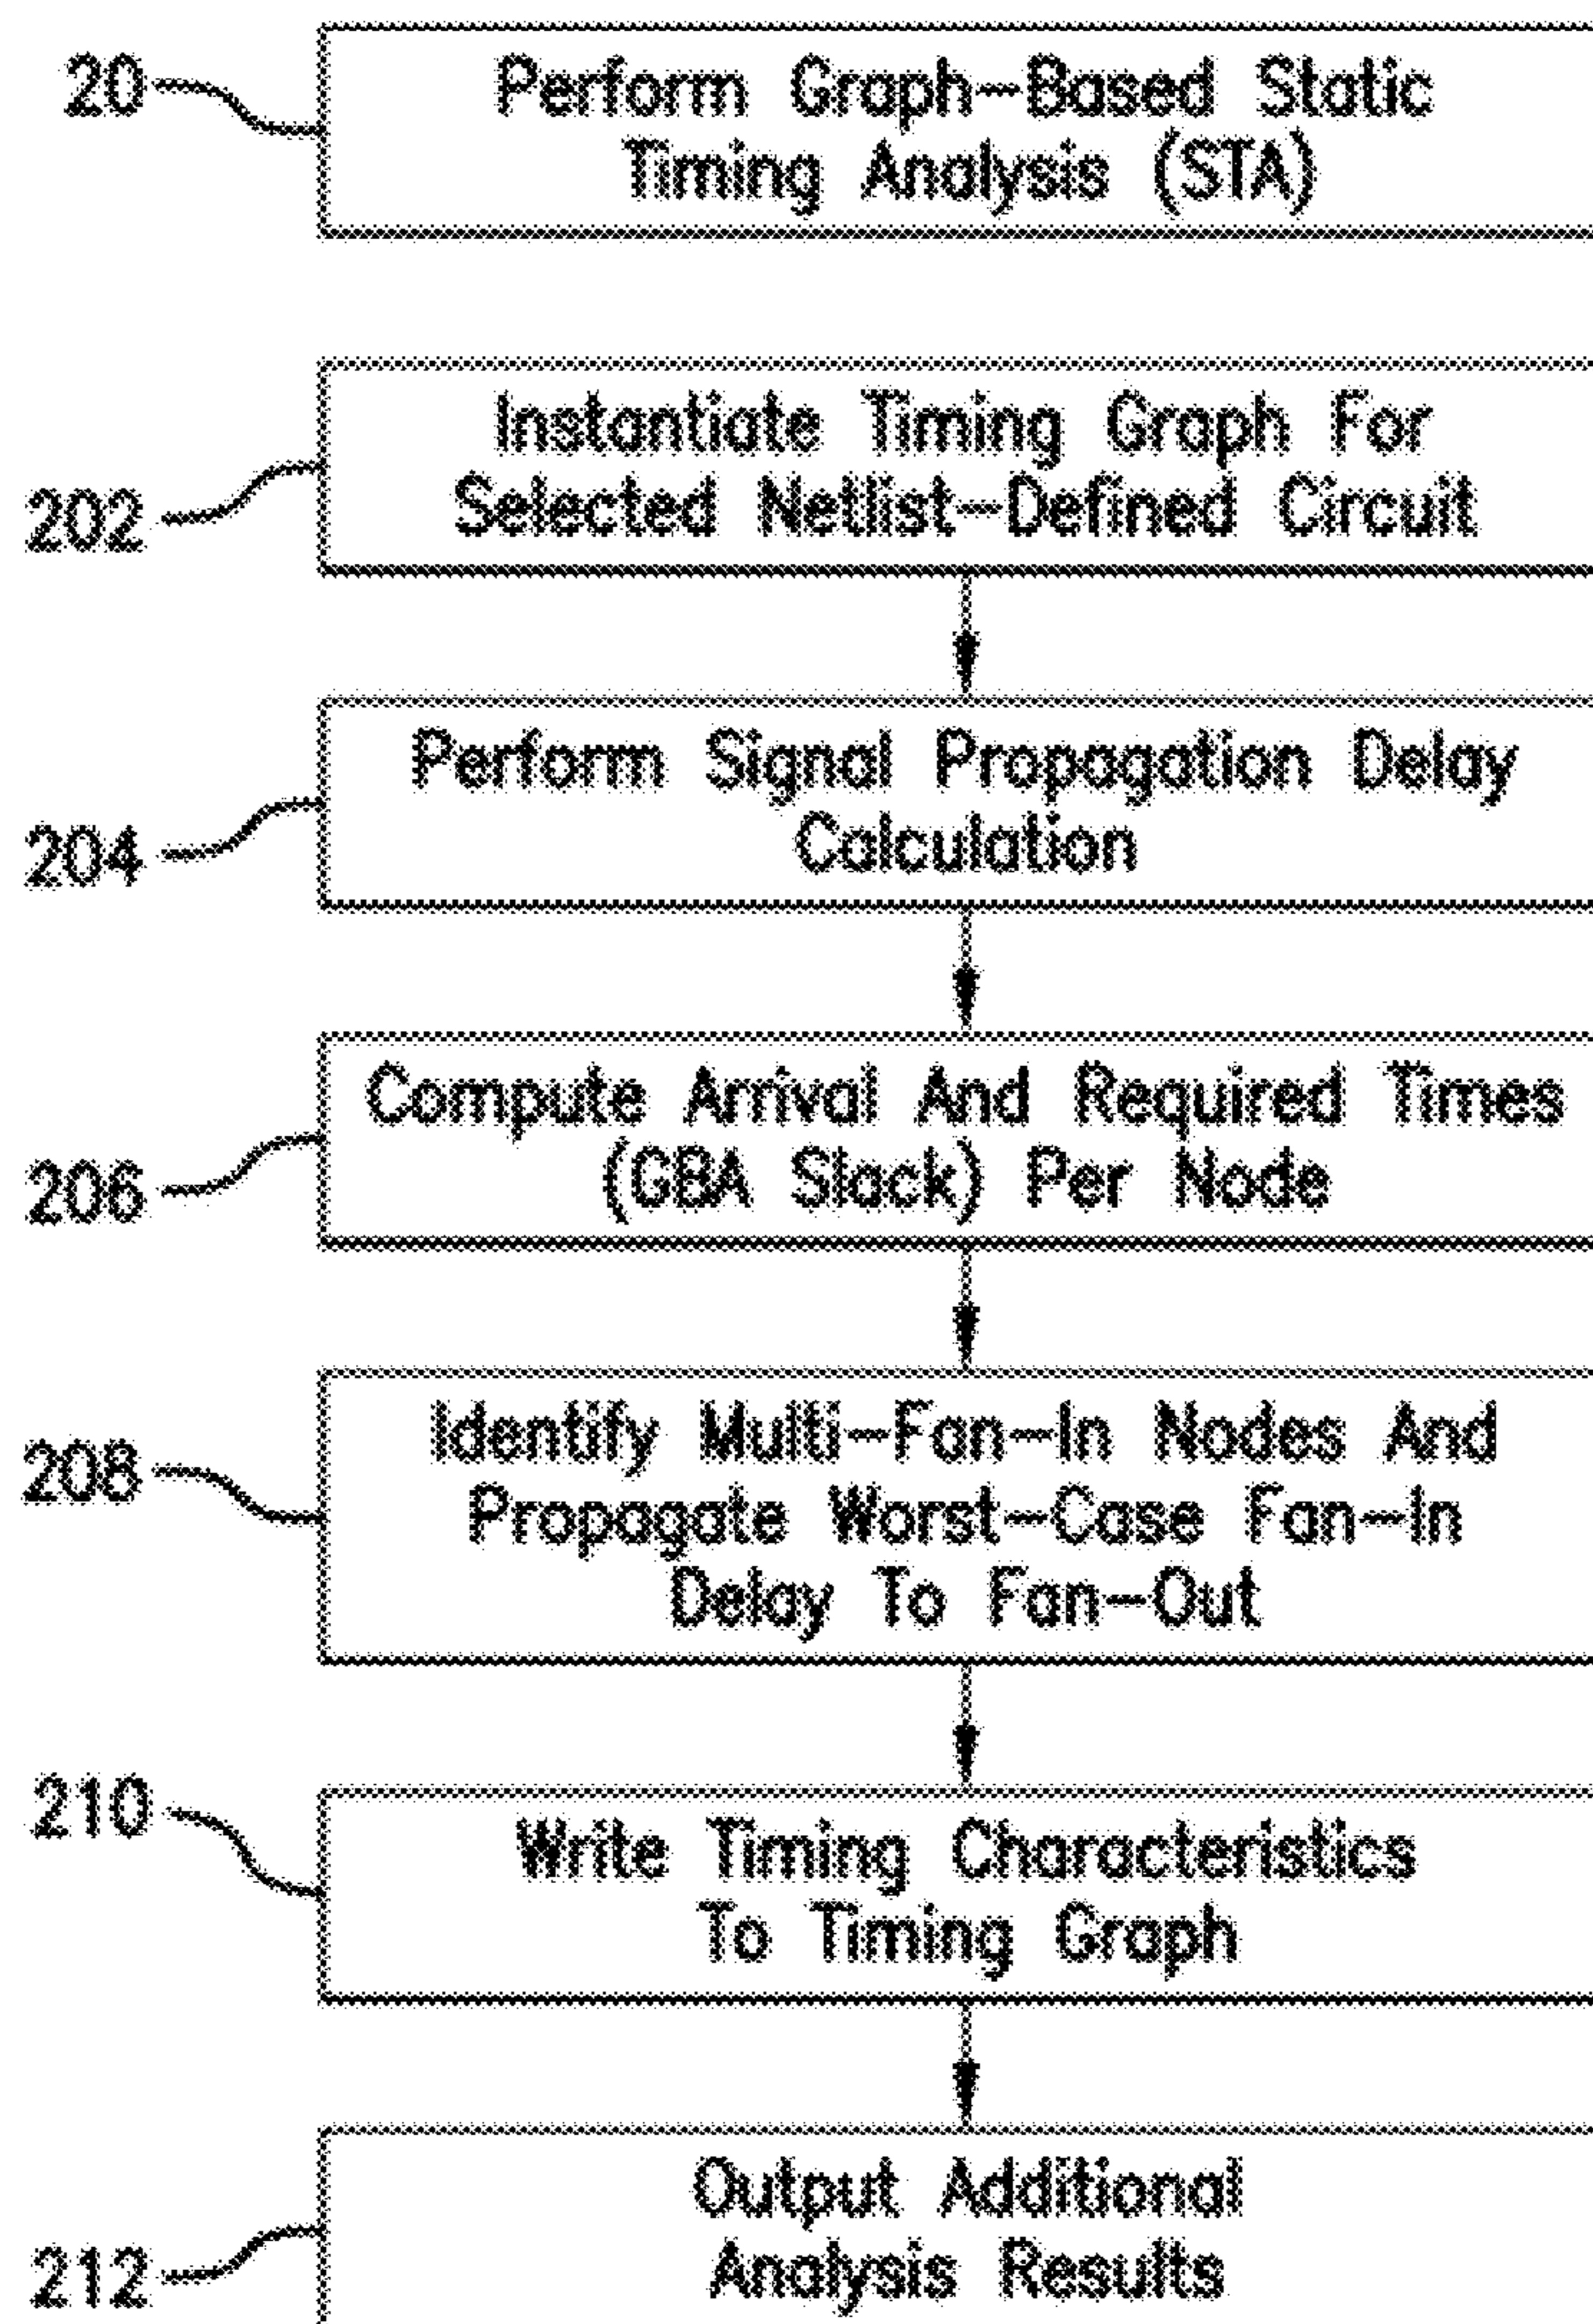 20
Perform Graph-Based Static
Timing Analysis (STA)
202
Instantiate Timing Graph For
Selected Netlist-Defined Circuit
204
Perform Signal Propagation Delay
Calculation
206
Compute Arrival And Required Times
(GBA Slack) Per Node
208
Identify Multi-Fan-In Nodes And
Propagate Worst-Case Fan-In
Delay To Fan-Out
210
Write Timing Characteristics
To Timing Graph
212
Output Additional
Analysis Results